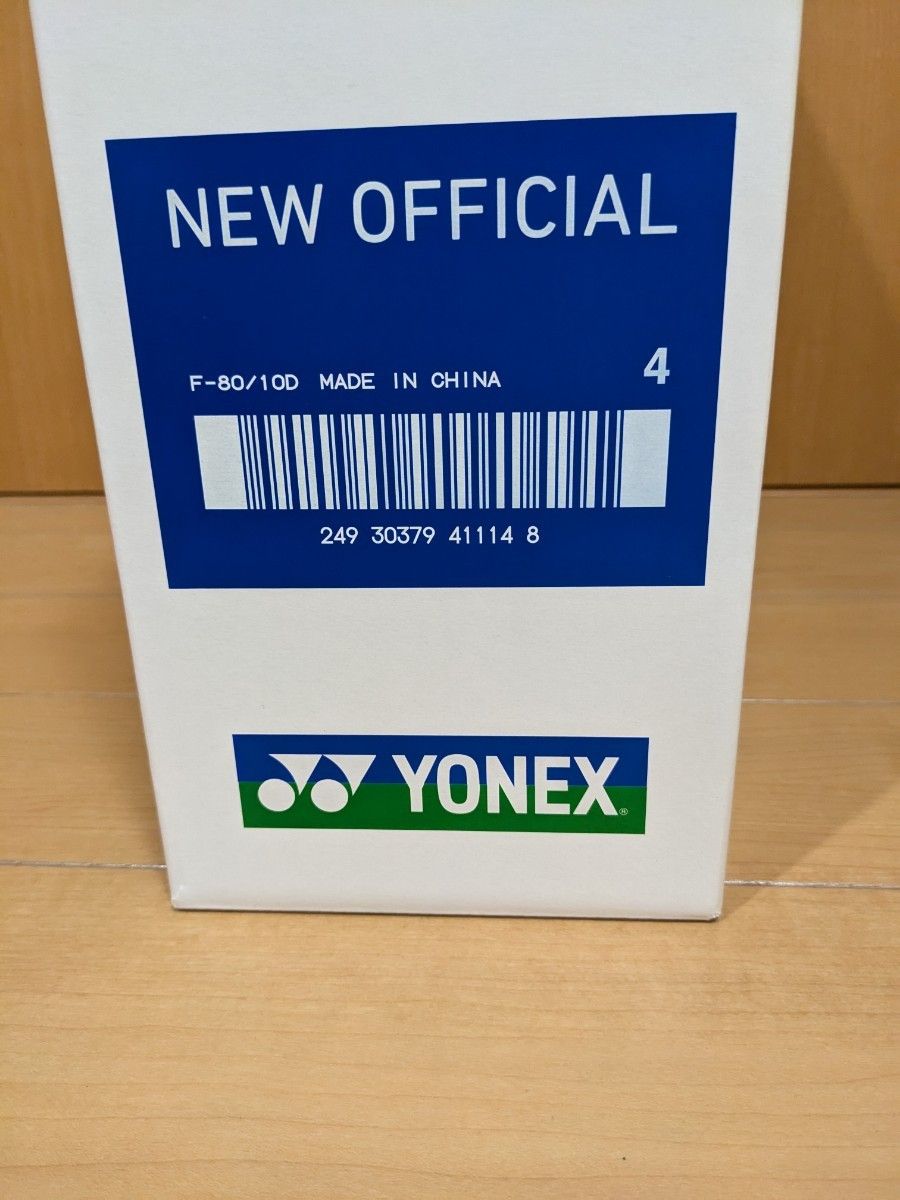 NEW OFFICIAL
4
F-80/10D MADE IN CHINA
249 30379 41114 8
YONEX®